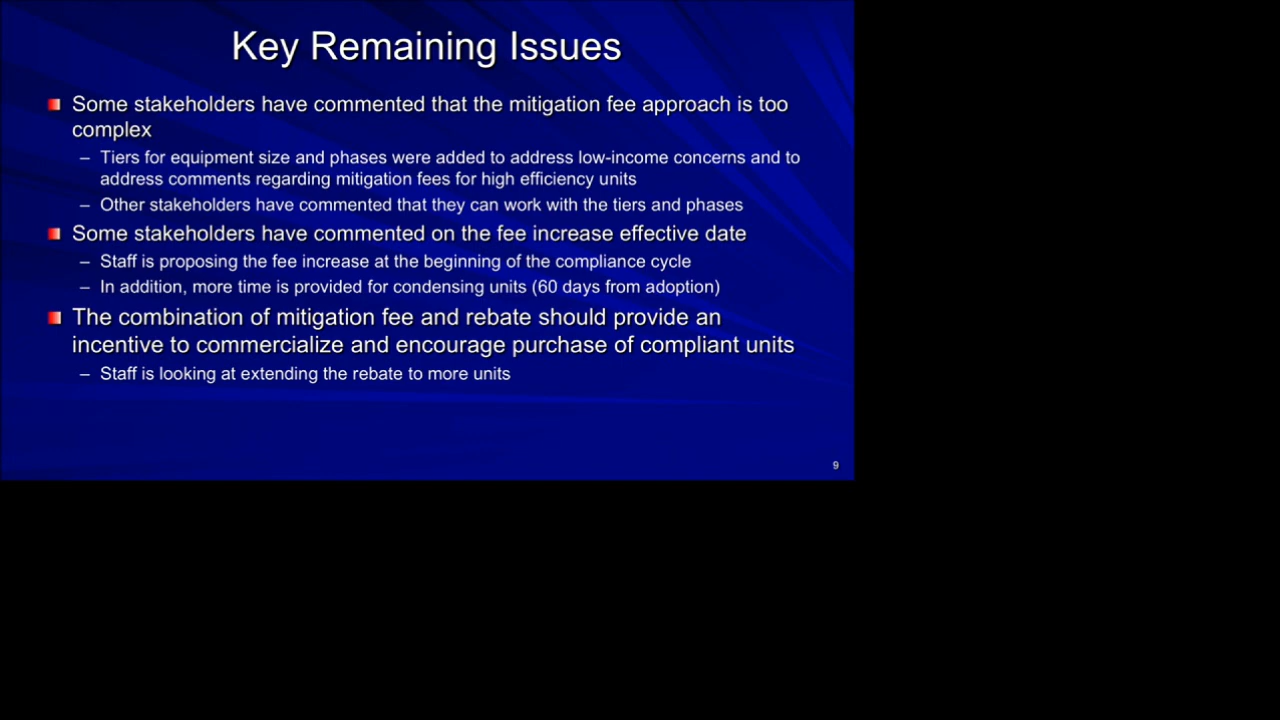 Key Remaining Issues
Some stakeholders have commented that the mitigation fee approach is too
complex
– Tiers for equipment size and phases were added to address low-income concerns and to
address comments regarding mitigation fees for high efficiency units
– Other stakeholders have commented that they can work with the tiers and phases
Some stakeholders have commented on the fee increase effective date
– Staff is proposing the fee increase at the beginning of the compliance cycle
– In addition, more time is provided for condensing units (60 days from adoption)
The combination of mitigation fee and rebate should provide an
incentive to commercialize and encourage purchase of compliant units
– Staff is looking at extending the rebate to more units
9